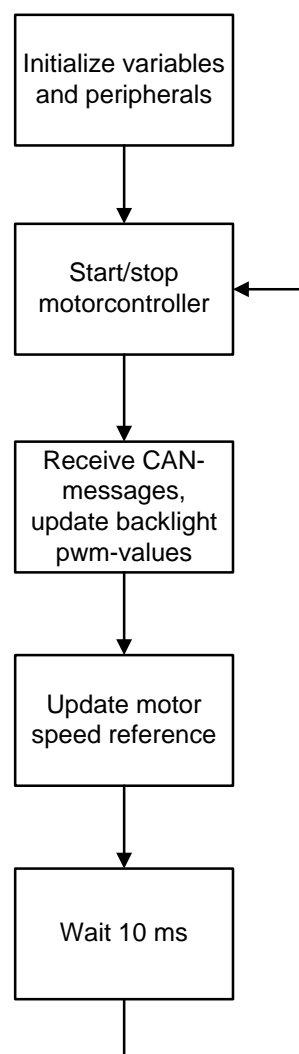 Initialize variables
and peripherals
Start/stop
motorcontroller
Receive CAN-
messages,
update backlight
pwm-values
Update motor
speed reference
Wait 10 ms